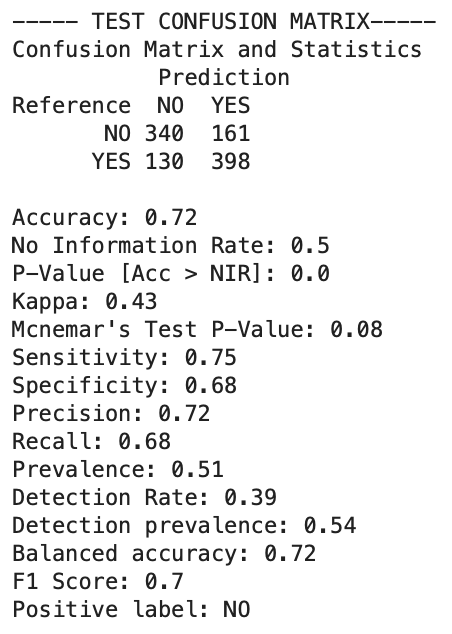 ----- TEST CONFUSION MATRIX-----
Confusion Matrix and Statistics
Prediction
Reference NO YES
NO 340 161
YES 130 398
Accuracy: 0.72
No Information Rate: 0.5
P-Value [Acc > NIR]: 0.0
Kappa: 0.43
Mcnemar's Test P-Value: 0.08
Sensitivity: 0.75
Specificity: 0.68
Precision: 0.72
Recall: 0.68
Prevalence: 0.51
Detection Rate: 0.39
Detection prevalence: 0.54
Balanced accuracy: 0.72
F1 Score: 0.7
Positive label: NO